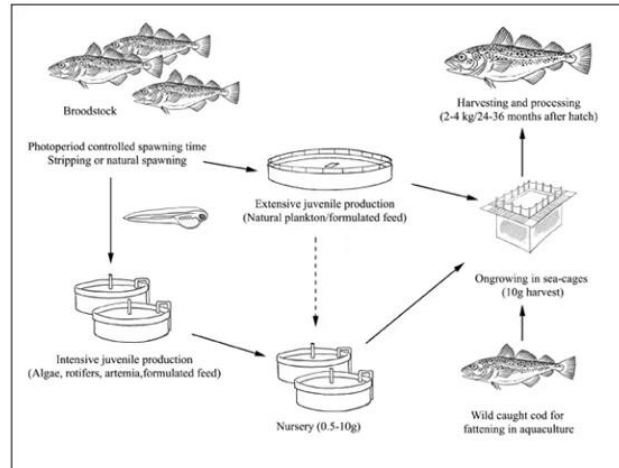 Broodstock
Photoperiod controlled spawning time
Stripping or natural spawning
Harvesting and processing
(2-4 kg/24-36 months after hatch)
Extensive juvenile production
(Natural plankton/formulated feed)
Ongrowing in sea-cages
(10g harvest)
Intensive juvenile production
(Algae, rotifers, artemia,formulated feed)
Nursery (0.5-10g)
Wild caught cod for
fattening in aquaculture